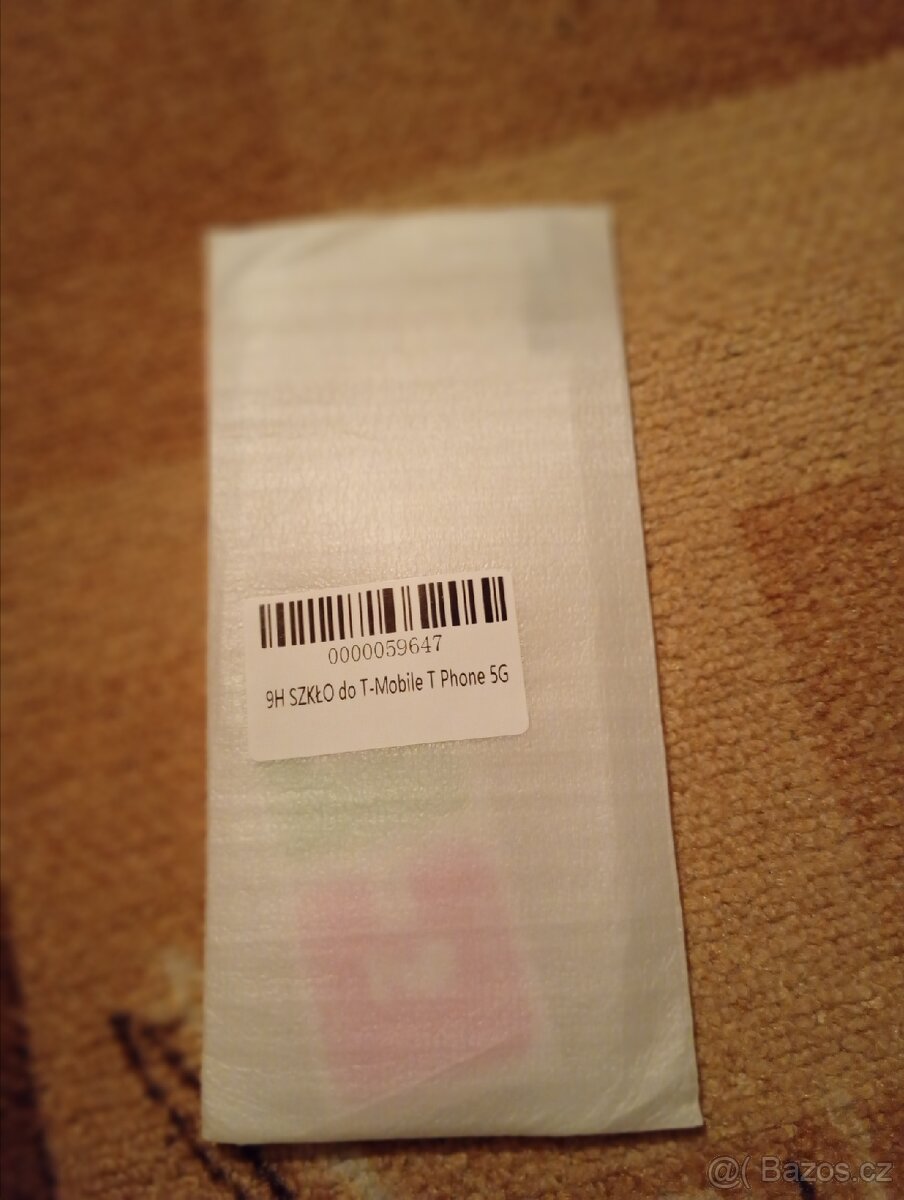 0000059647
9H SZKŁO do T-Mobile T Phone 5G
@( Bazos.cz